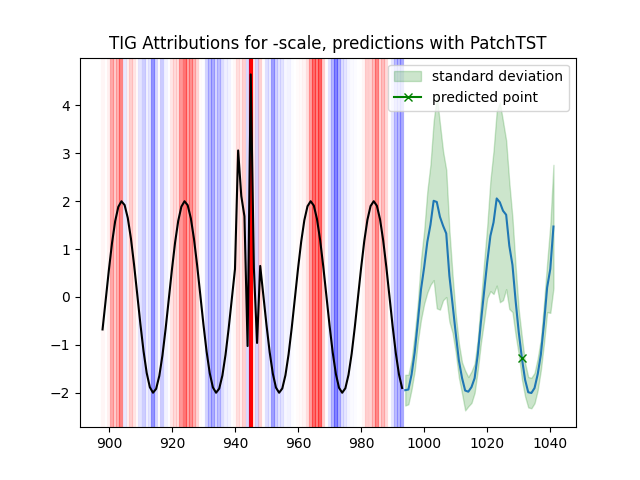 TIG Attributions for -scale, predictions with PatchTST
standard deviation
predicted point
4
3
2
1
0
−1
−2
900 920 940 960 980 1000 1020 1040